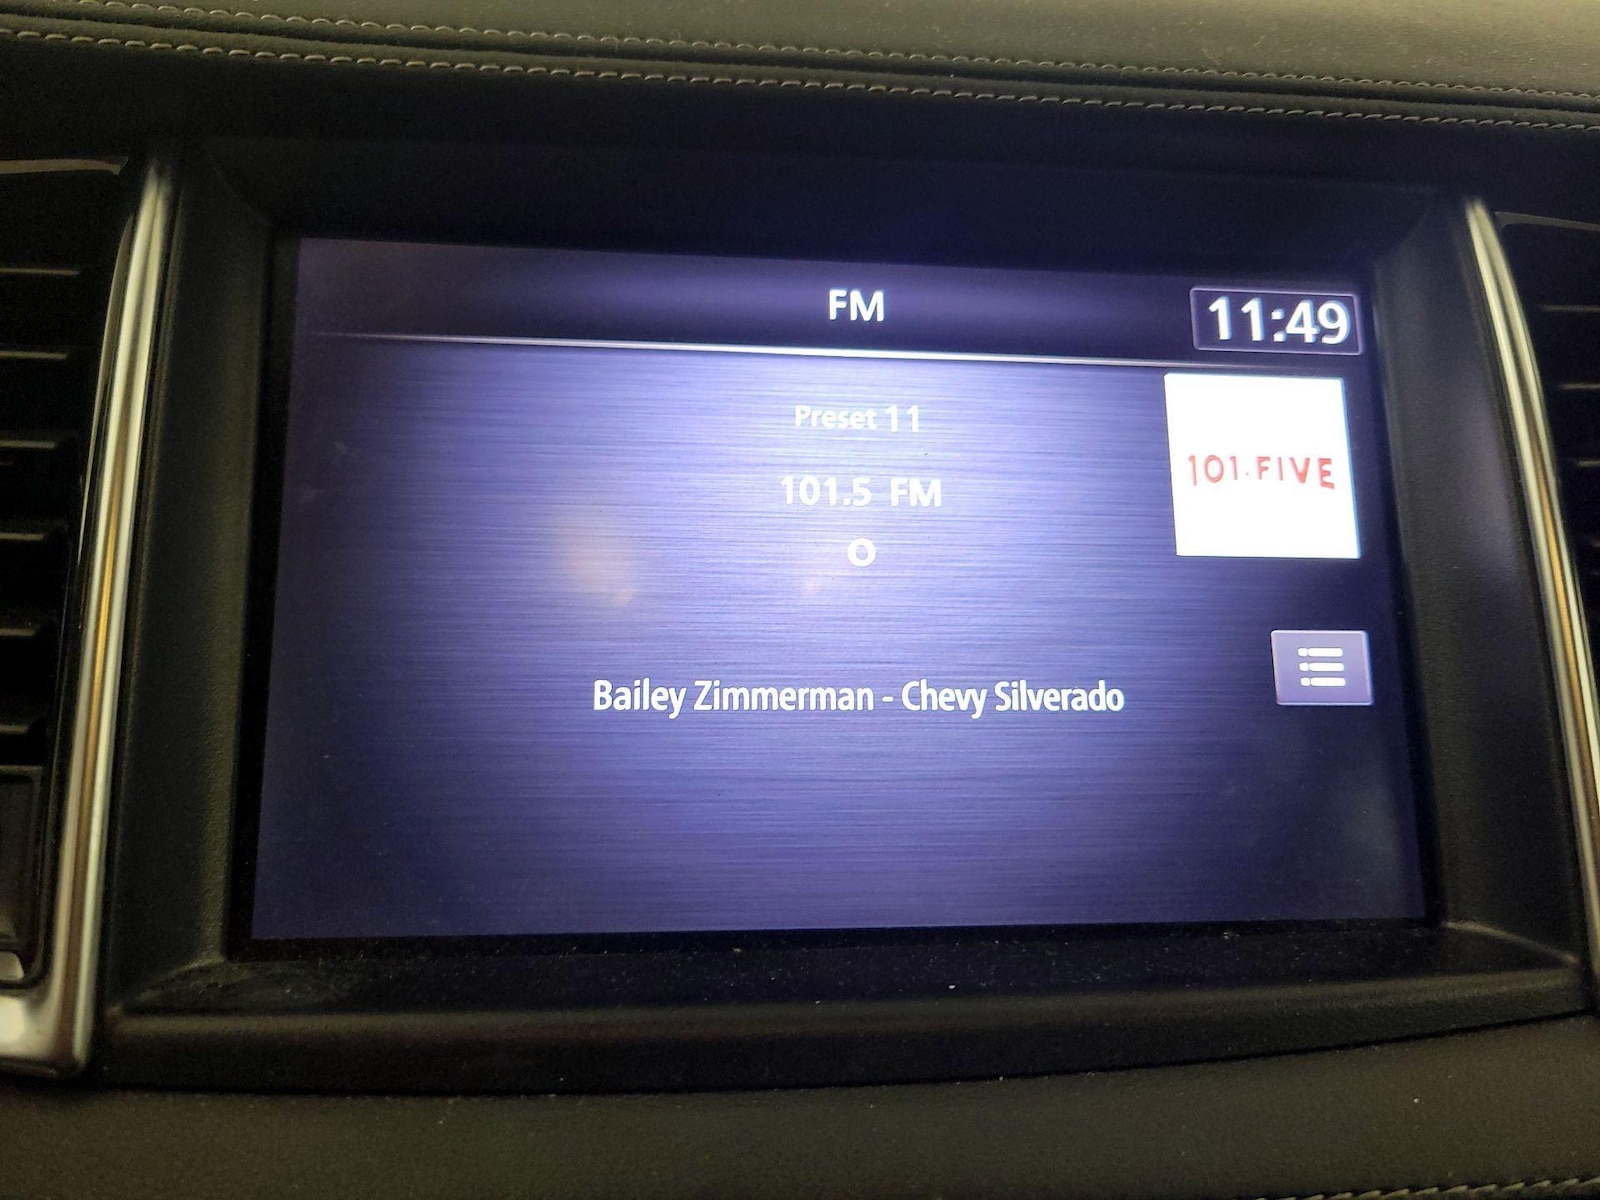 FM
11:49
Preset 11
101.5 FM
101.FIVE
Bailey Zimmerman - Chevy Silverado